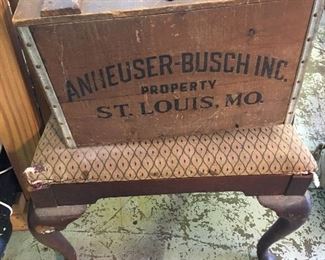 ANHEUSER-BUSCH INC.
PROPERTY
ST. LOUIS, MO.